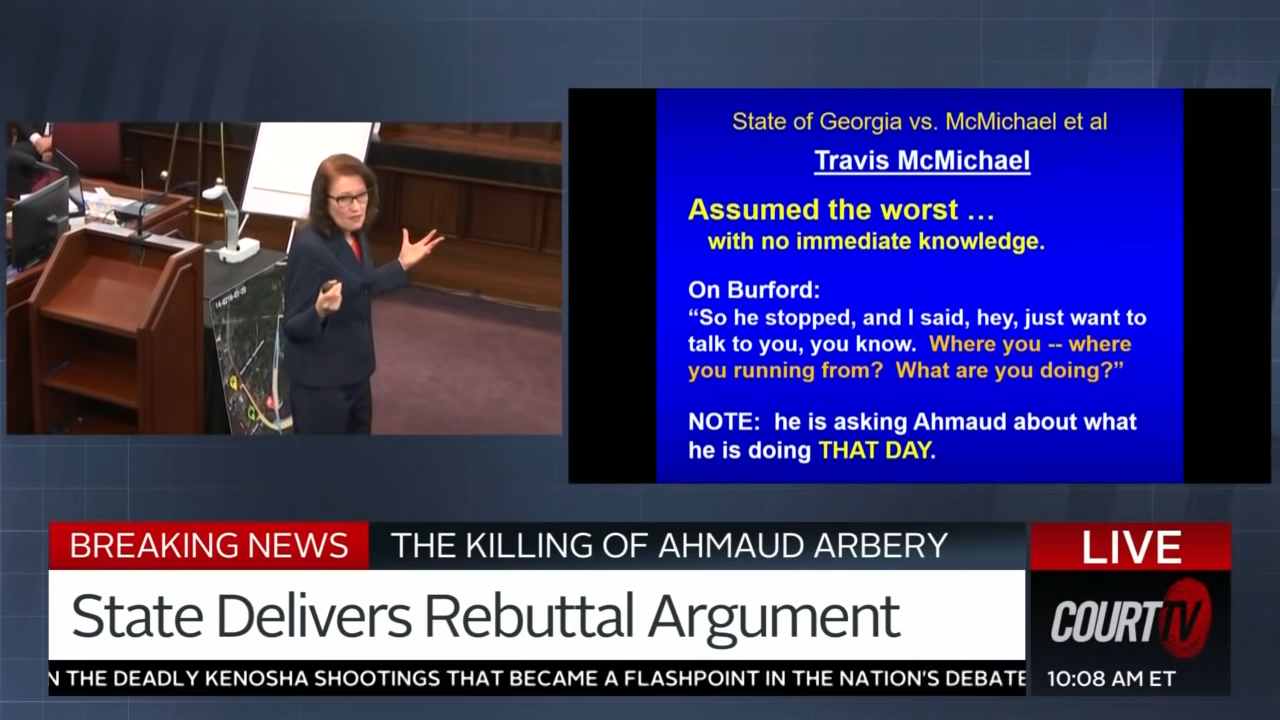 State of Georgia vs. McMichael et al
Travis McMichael
Assumed the worst ...
with no immediate knowledge.
On Burford:
“So he stopped, and I said, hey, just want to
talk to you, you know. Where you -- where
you running from? What are you doing?”
NOTE: he is asking Ahmaud about what
he is doing THAT DAY.
BREAKING NEWS
THE KILLING OF AHMAUD ARBERY
LIVE
State Delivers Rebuttal Argument
COURT TV
N THE DEADLY KENOSHA SHOOTINGS THAT BECAME A FLASHPOINT IN THE NATION'S DEBATE
10:08 AM ET